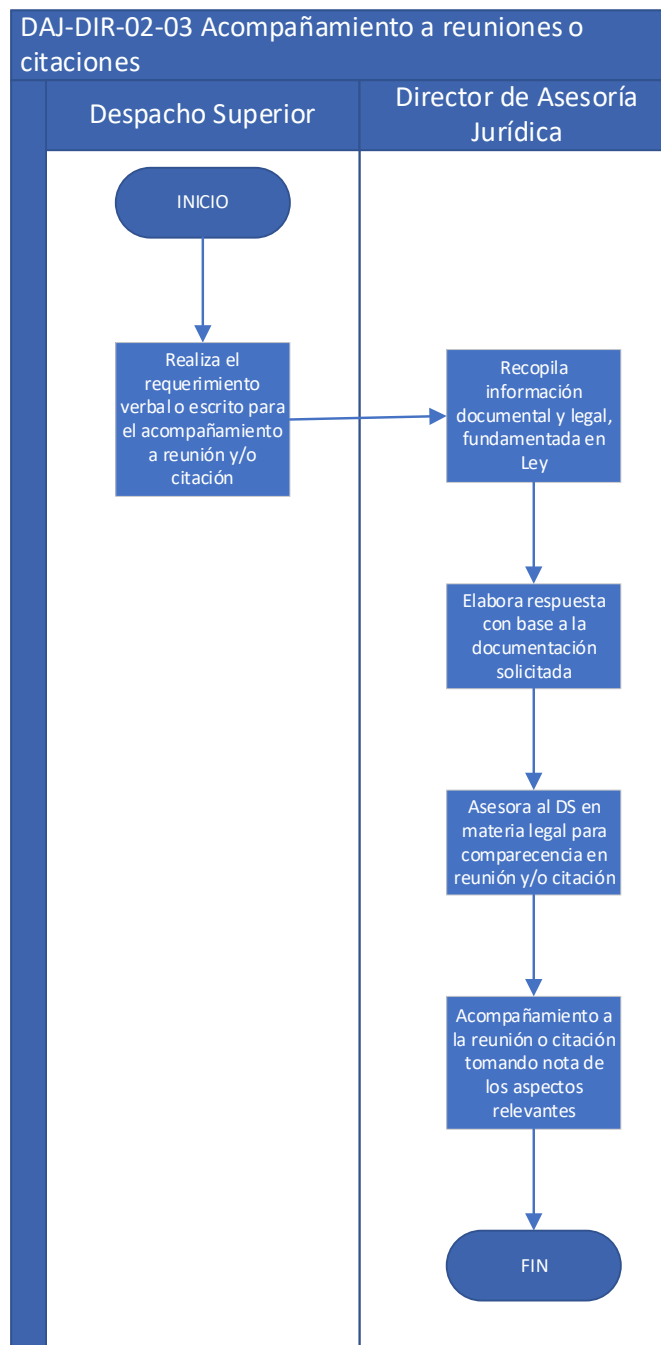 DAJ-DIR-02-03 Acompañamiento a reuniones o
citaciones
Despacho Superior
Director de Asesoría
Jurídica
INICIO
Realiza el
requerimiento
verbal o escrito para
el acompañamiento
a reunión y/o
citación
Recopila
información
documental y legal,
fundamentada en
Ley
Elabora respuesta
con base a la
documentación
solicitada
Asesora al DS en
materia legal para
comparecencia en
reunión y/o citación
Acompañamiento a
la reunión o citación
tomando nota de
los aspectos
relevantes
FIN